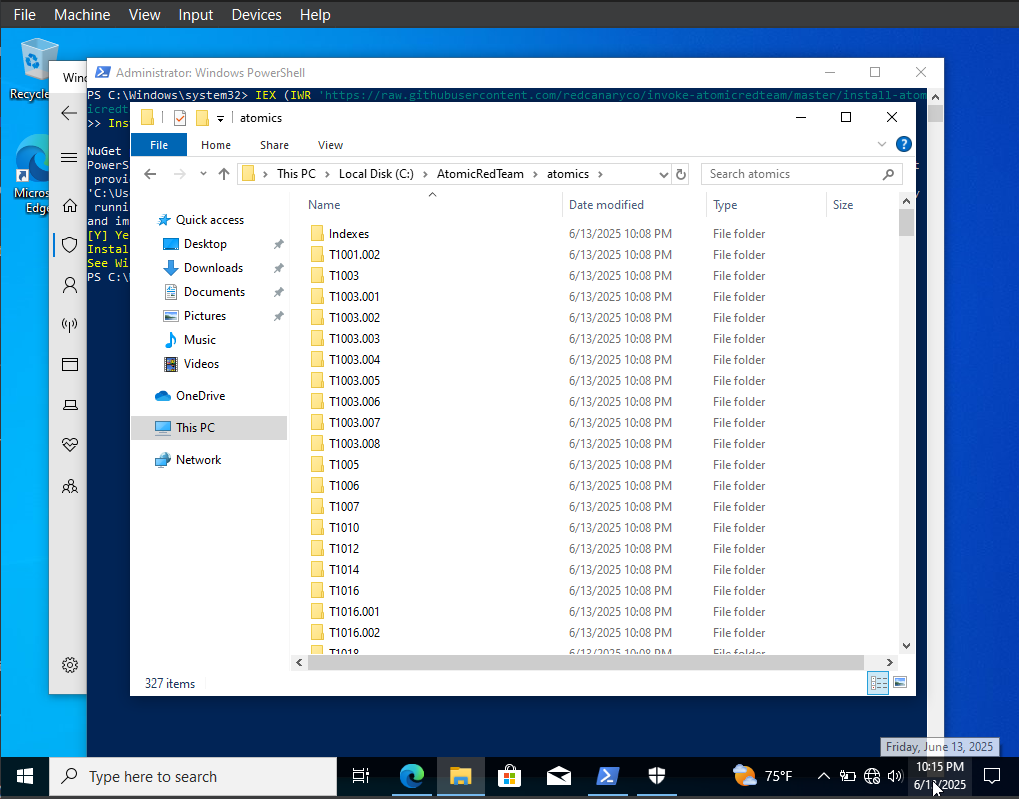 File Machine View Input Devices Help
Recycle
Micros
Edge
Wind
Administrator: Windows PowerShell
PS C:\Windows\system32> IEX (IWR 'https://raw.githubusercontent.com/redcanaryco/invoke-atomicredteam/master/install-atom
icredt
>> Ins
NuGet
PowerS
provi
'C:\Us
runni
and im
[Y] Ye
Instal
See Wi
PS C:\
atomics
File Home Share View
This PC > Local Disk (C:) > AtomicRedTeam > atomics >
Search atomics
Name Date modified Type Size
Quick access
Desktop
Downloads
Documents
Pictures
Music
Videos
OneDrive
This PC
Network
Indexes 6/13/2025 10:08 PM File folder
T1001.002 6/13/2025 10:08 PM File folder
T1003 6/13/2025 10:08 PM File folder
T1003.001 6/13/2025 10:08 PM File folder
T1003.002 6/13/2025 10:08 PM File folder
T1003.003 6/13/2025 10:08 PM File folder
T1003.004 6/13/2025 10:08 PM File folder
T1003.005 6/13/2025 10:08 PM File folder
T1003.006 6/13/2025 10:08 PM File folder
T1003.007 6/13/2025 10:08 PM File folder
T1003.008 6/13/2025 10:08 PM File folder
T1005 6/13/2025 10:08 PM File folder
T1006 6/13/2025 10:08 PM File folder
T1007 6/13/2025 10:08 PM File folder
T1010 6/13/2025 10:08 PM File folder
T1012 6/13/2025 10:08 PM File folder
T1014 6/13/2025 10:08 PM File folder
T1016 6/13/2025 10:08 PM File folder
T1016.001 6/13/2025 10:08 PM File folder
T1016.002 6/13/2025 10:08 PM File folder
T1018 6/13/2025 10:08 PM File folder
327 items
Friday, June 13, 2025
Type here to search
75°F
10:15 PM
6/13/2025